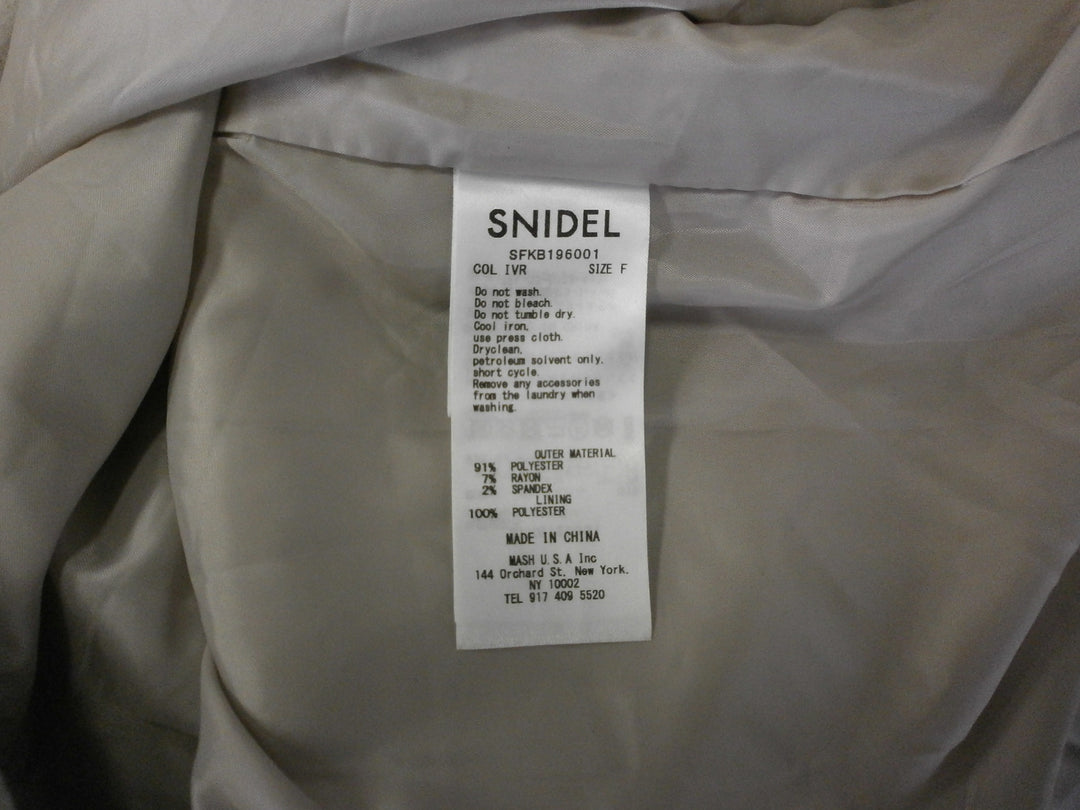 SNIDEL
SFKB196001
COL IVR SIZE F
Do not wash.
Do not bleach.
Do not tumble dry.
Cool iron,
use press cloth.
Dryclean,
petroleum solvent only.
short cycle.
Remove any accessories
from the laundry when
washing.
OUTER MATERIAL
91% POLYESTER
7% RAYON
2% SPANDEX
LINING
100% POLYESTER
MADE IN CHINA
MASH U.S.A Inc
144 Orchard St. New York.
NY 10002
TEL 917 409 5520